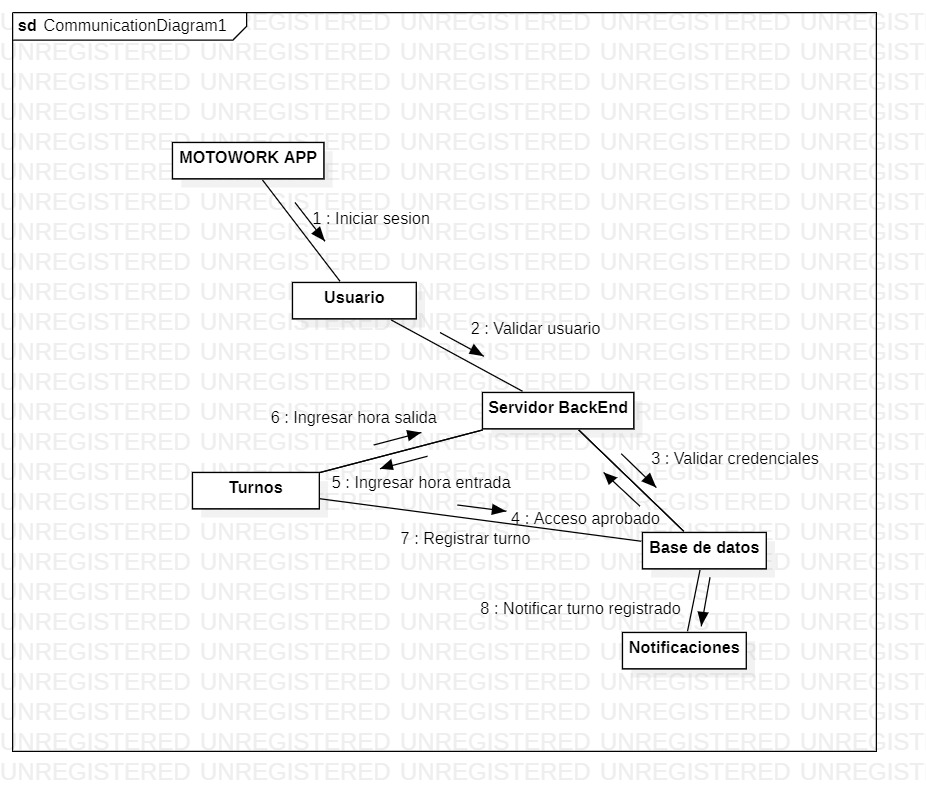 sd CommunicationDiagram1
MOTOWORK APP
1 : Iniciar sesion
Usuario
2 : Validar usuario
Servidor BackEnd
6 : Ingresar hora salida
3 : Validar credenciales
Turnos
5 : Ingresar hora entrada
4 : Acceso aprobado
7 : Registrar turno
Base de datos
8 : Notificar turno registrado
Notificaciones
UNREGISTERED UNREGISTERED UNREGISTERED UNREGISTERED UNREGIST